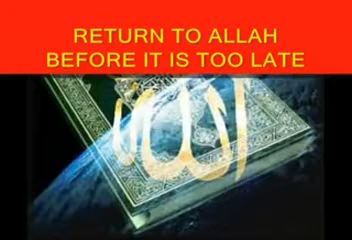 RETURN TO ALLAH
BEFORE IT IS TOO LATE
الله